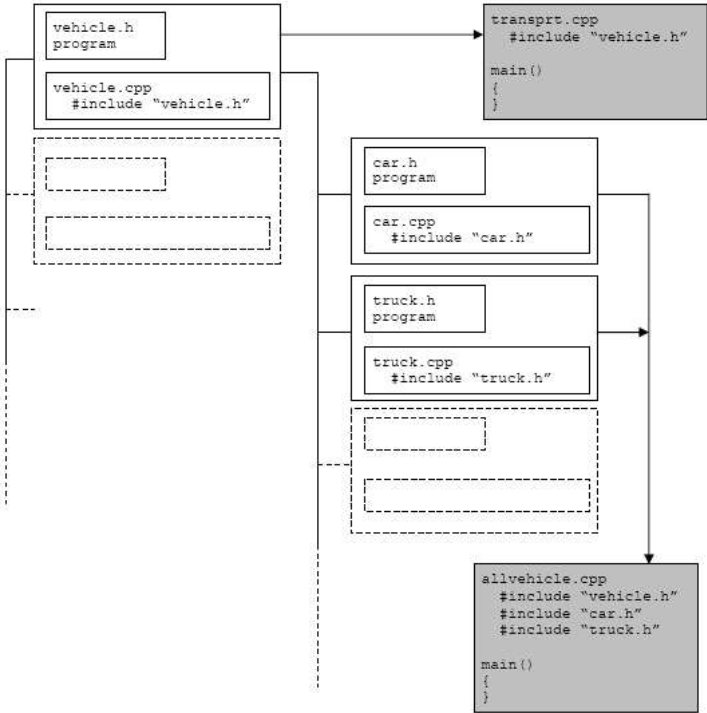 vehicle.h
program
vehicle.cpp
#include “vehicle.h”
transprt.cpp
#include “vehicle.h”
main()
{
}
car.h
program
car.cpp
#include “car.h”
truck.h
program
truck.cpp
#include “truck.h”
allvehicle.cpp
#include “vehicle.h”
#include “car.h”
#include “truck.h”
main()
{
}